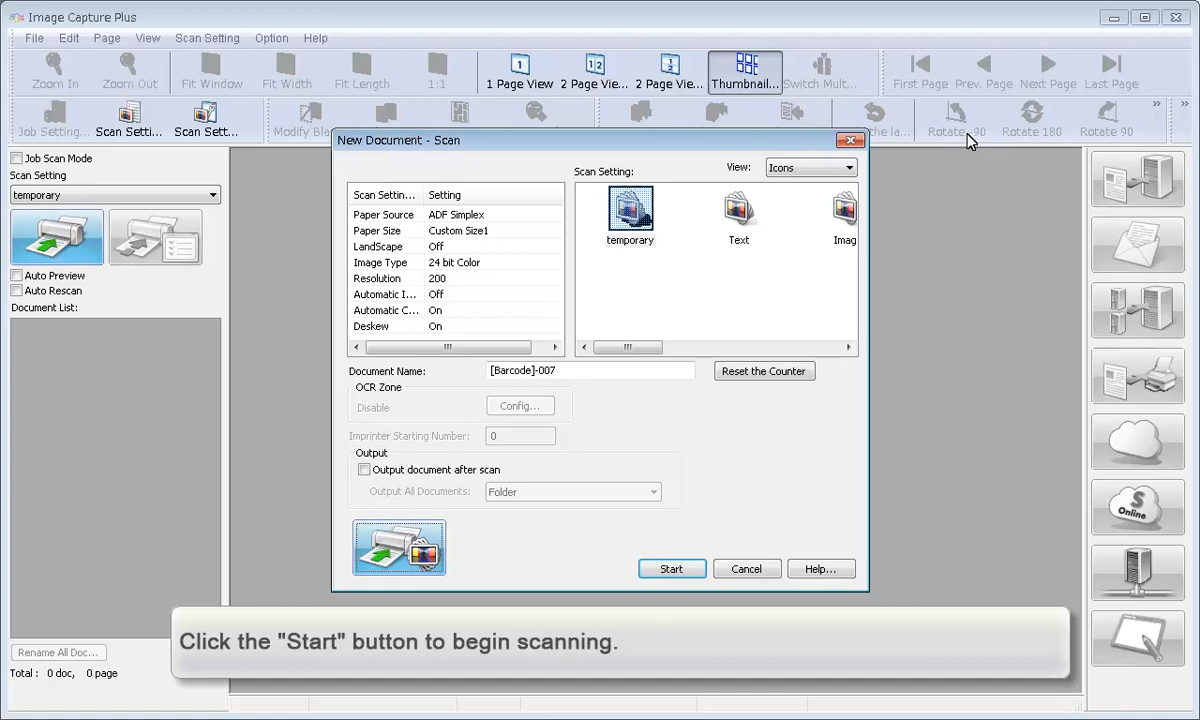 Image Capture Plus
File Edit Page View Scan Setting Option Help
Zoom In Zoom Out Fit Window Fit Width Fit Length 1:1 1 Page View 2 Page Vie... 2 Page Vie... Thumbnail... Switch Mult... First Page Prev. Page Next Page Last Page
Job Setting... Scan Setti... Scan Sett... Modify Bla Rotate -90 Rotate 180 Rotate 90
Job Scan Mode
Scan Setting
temporary
Auto Preview
Auto Rescan
Document List:
Rename All Doc...
Total : 0 doc, 0 page
New Document - Scan
Scan Setting:
View:
Icons
Scan Settin... Setting
Paper Source ADF Simplex
Paper Size Custom Size1
LandScape Off
Image Type 24 bit Color
Resolution 200
Automatic I... Off
Automatic C... On
Deskew On
temporary Text Imag
Document Name: [Barcode]-007 Reset the Counter
OCR Zone
Disable Config...
Imprinter Starting Number: 0
Output
Output document after scan
Output All Documents: Folder
Start Cancel Help...
S
Online
Click the "Start" button to begin scanning.